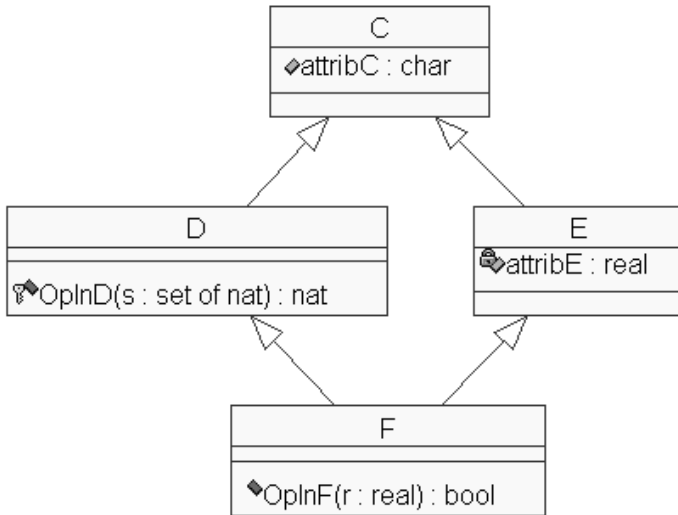 C
attribC : char
D
E
OpInD(s : set of nat) : nat
attribE : real
F
OpInF(r : real) : bool